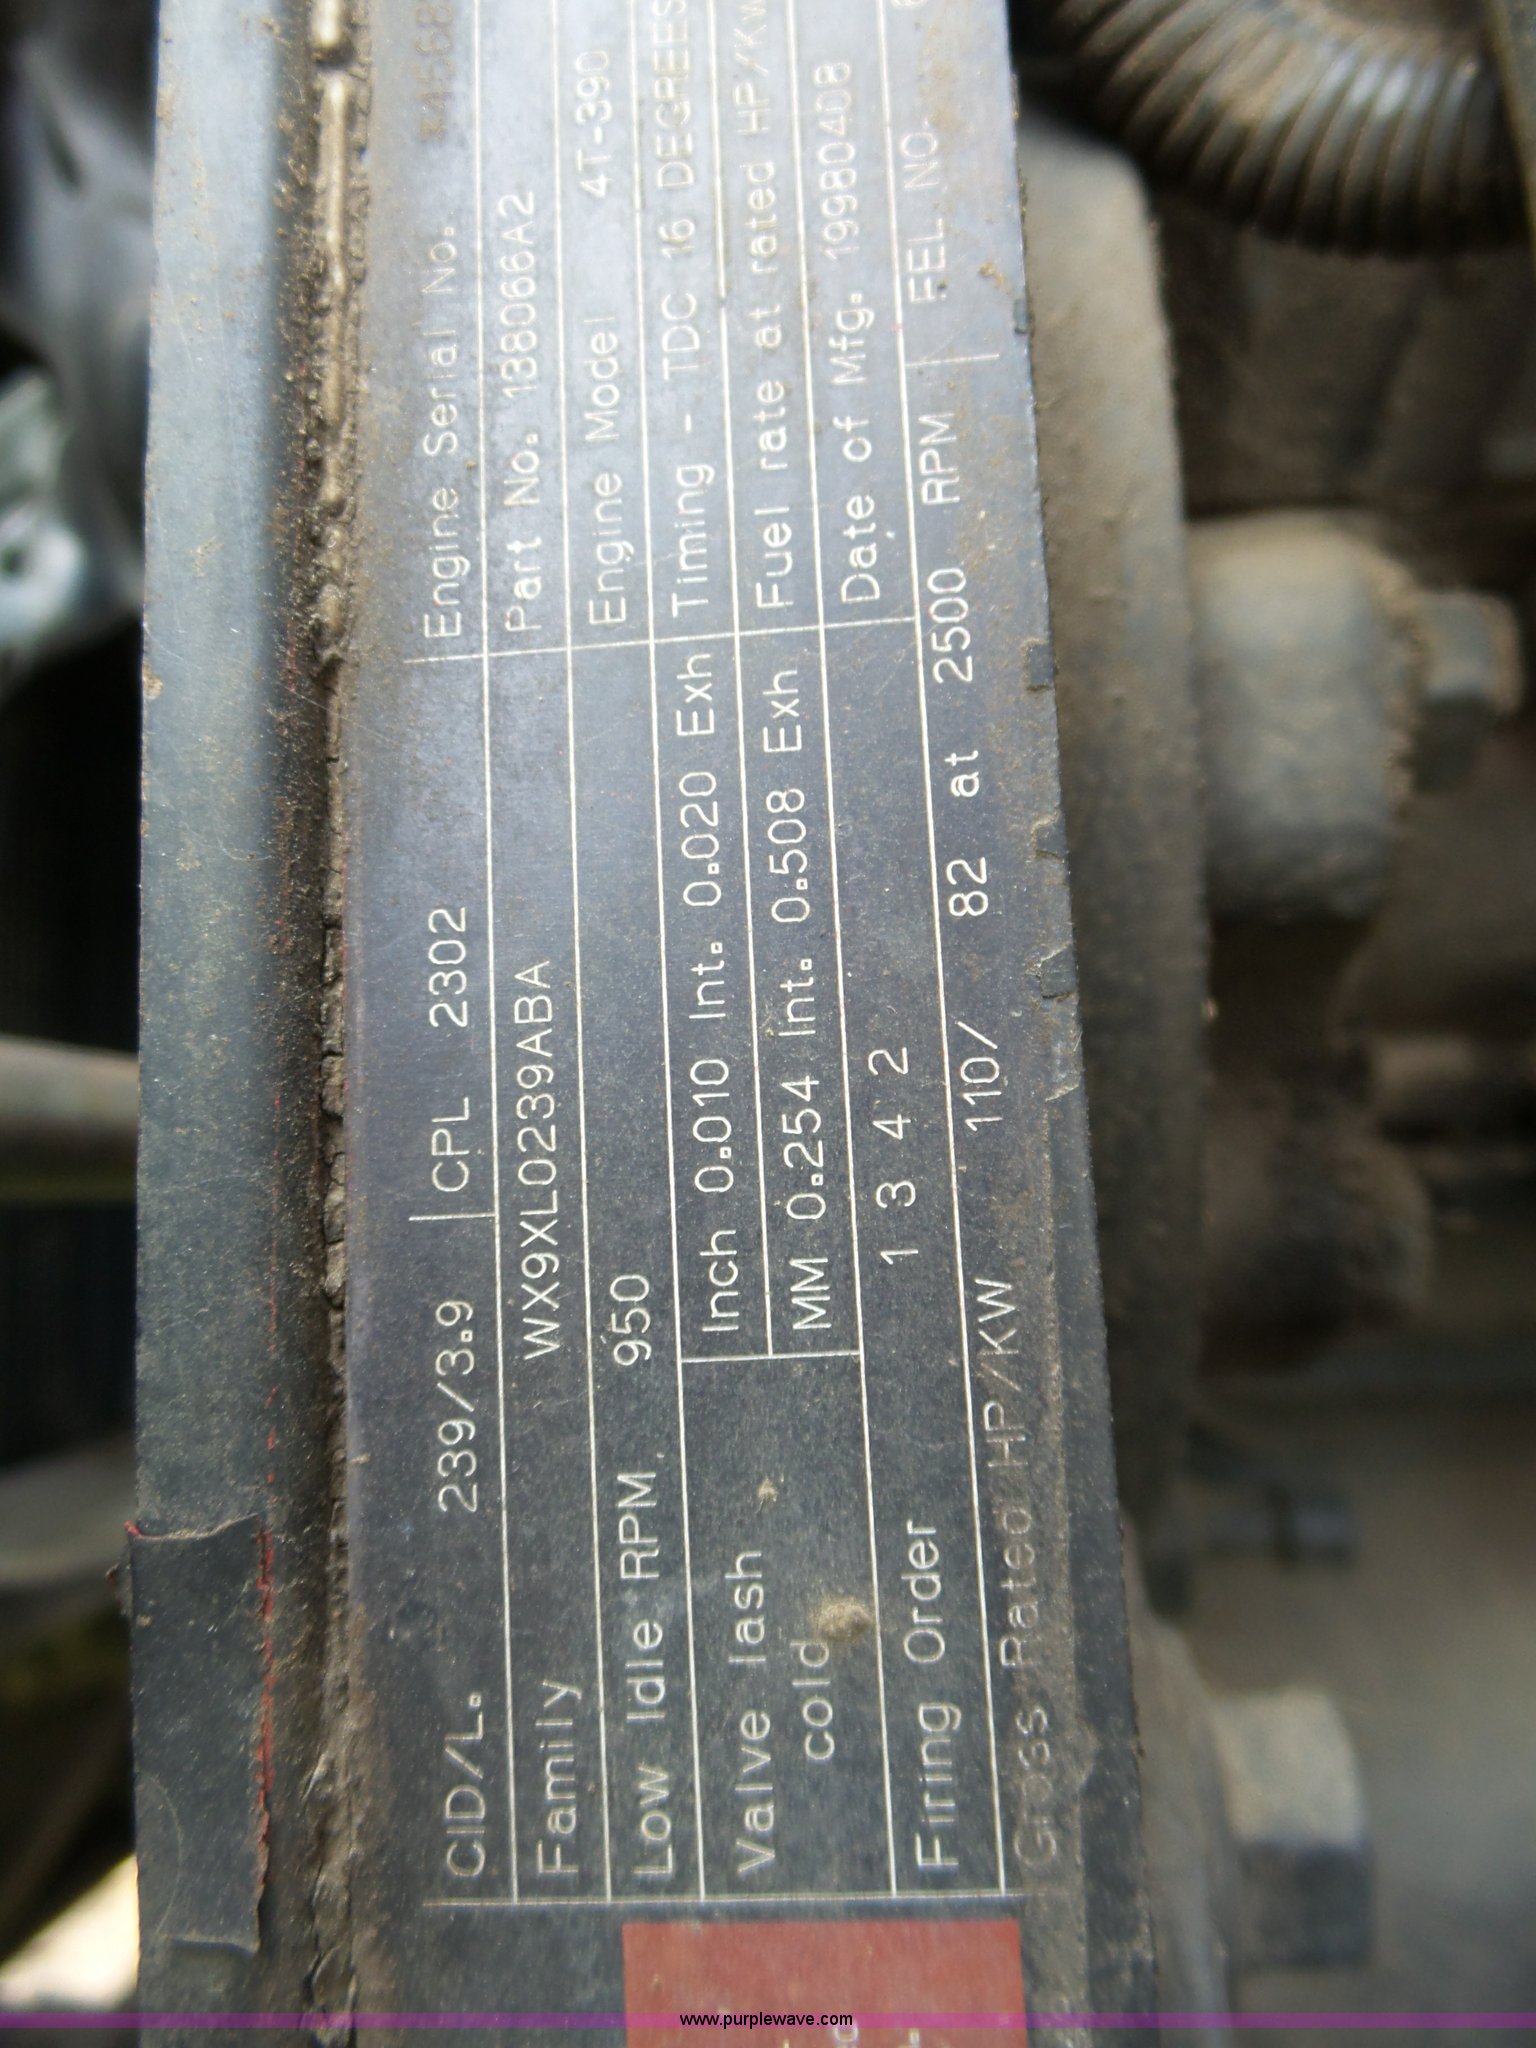 CID/L. 239/3.9 CPL 2302 Engine Serial No.
Family WX9XL0239ABA Part No. 138066A2
Low Idle RPM 950 Engine Model 4T-390
Valve lash cold Inch 0.010 Int. 0.020 Exh Timing - TDC 16 DEGREES
MM 0.254 Int. 0.508 Exh Fuel rate at rated HP/KW
Firing Order 1 3 4 2 Date of Mfg. 19980408
Gross Rated HP/KW 110/ 82 at 2500 RPM FEL NO.
www.purplewave.com